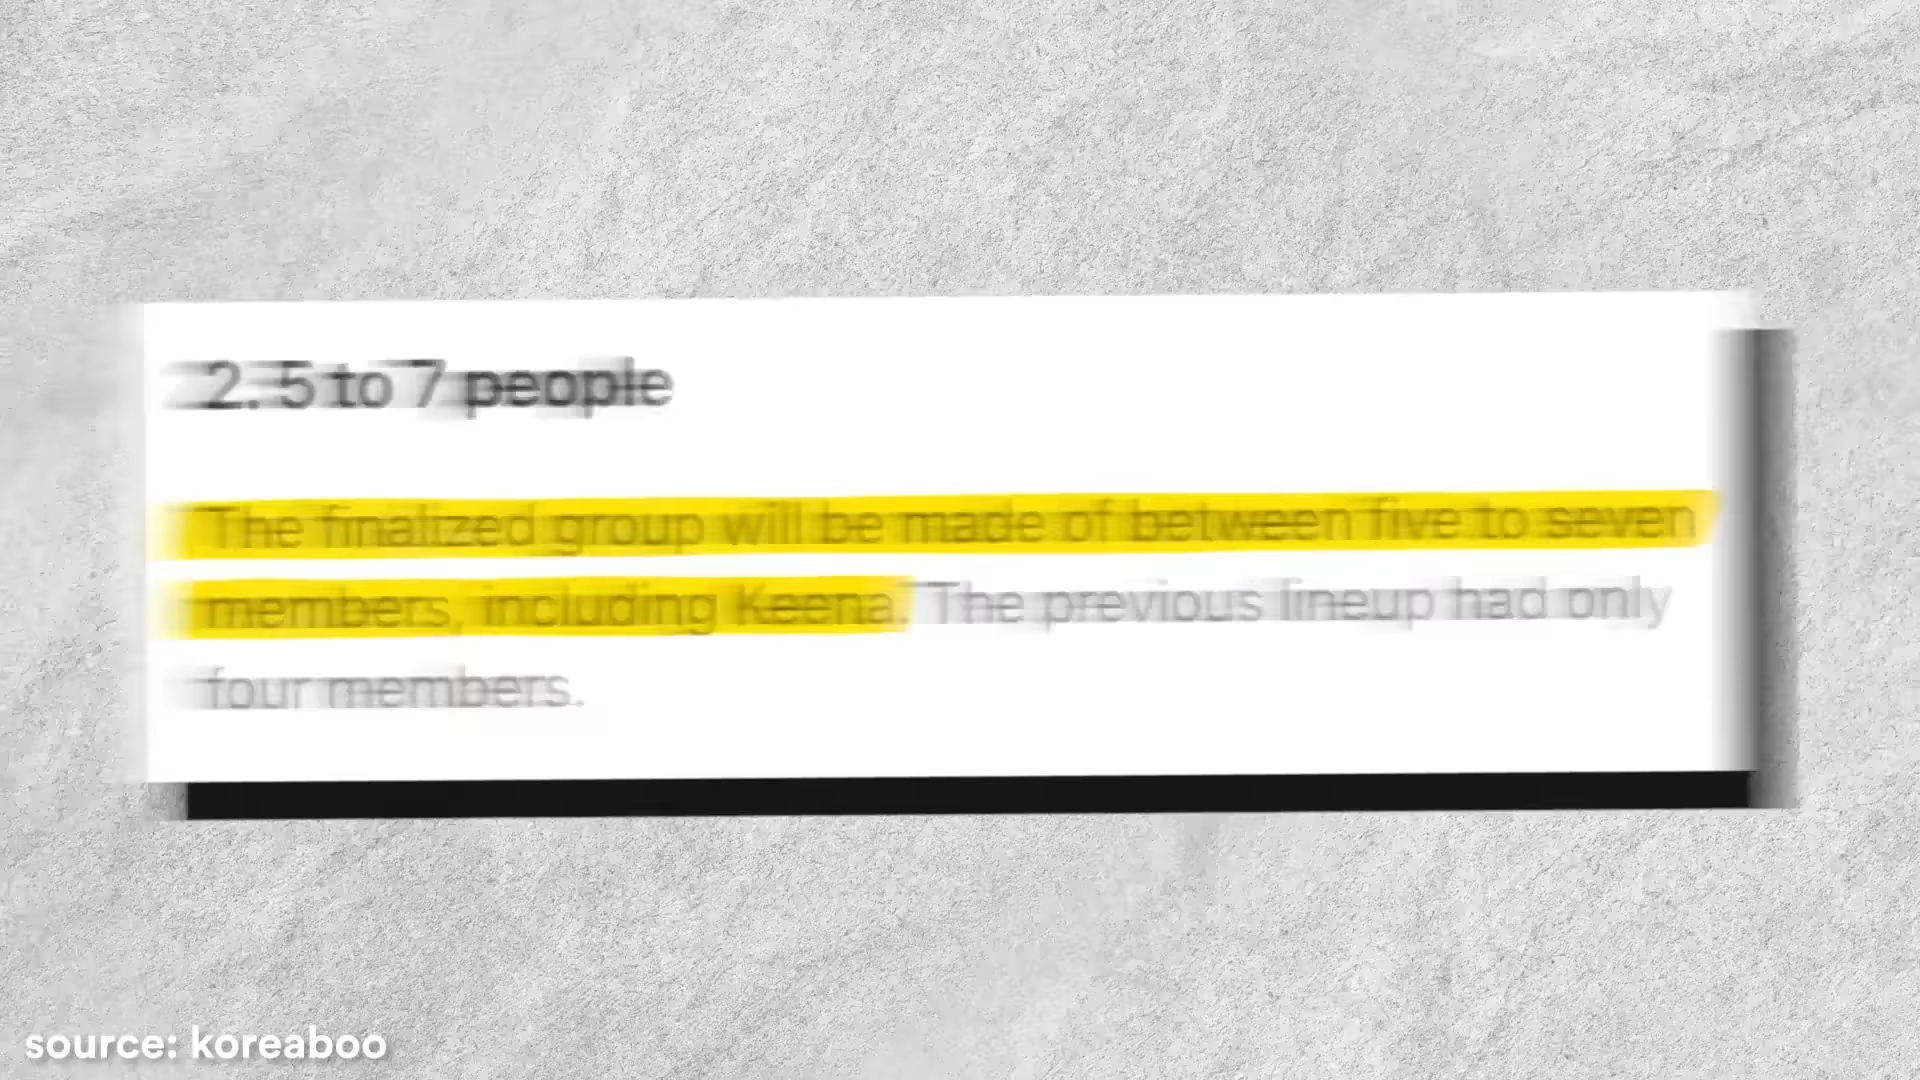 2. 5 to 7 people
The finalized group will be made of between five to seven
members, including Keena. The previous lineup had only
four members.
source: koreaboo